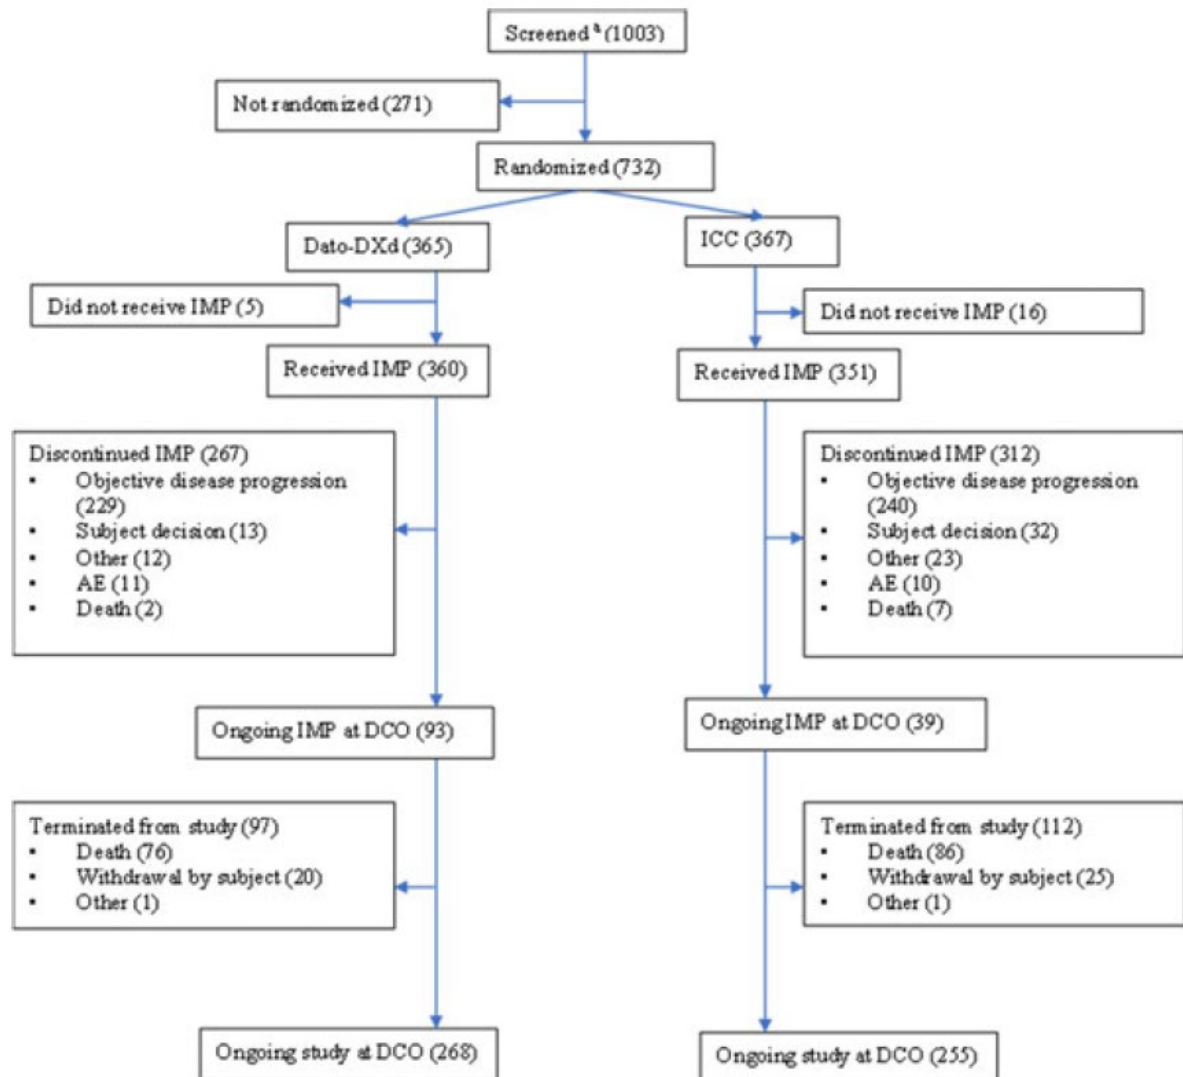 Screened ª (1003)
Not randomized (271)
Randomized (732)
Dato-DXd (365)
ICC (367)
Did not receive IMP (5)
Did not receive IMP (16)
Received IMP (360)
Received IMP (351)
Discontinued IMP (267)
▪ Objective disease progression
(229)
▪ Subject decision (13)
▪ Other (12)
▪ AE (11)
▪ Death (2)
Discontinued IMP (312)
▪ Objective disease progression
(240)
▪ Subject decision (32)
▪ Other (23)
▪ AE (10)
▪ Death (7)
Ongoing IMP at DCO (93)
Ongoing IMP at DCO (39)
Terminated from study (97)
▪ Death (76)
▪ Withdrawal by subject (20)
▪ Other (1)
Terminated from study (112)
▪ Death (86)
▪ Withdrawal by subject (25)
▪ Other (1)
Ongoing study at DCO (268)
Ongoing study at DCO (255)